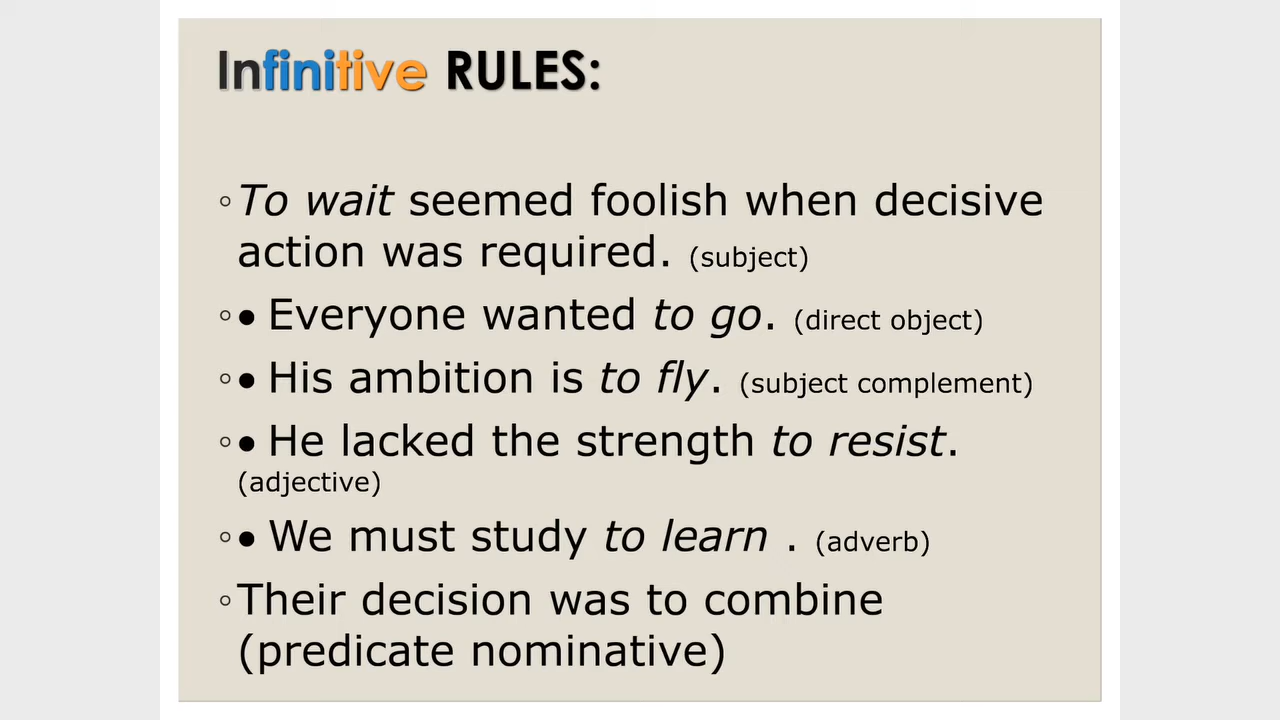 Infinitive RULES:
◦To wait seemed foolish when decisive
action was required. (subject)
◦● Everyone wanted to go. (direct object)
◦● His ambition is to fly. (subject complement)
◦● He lacked the strength to resist.
(adjective)
◦● We must study to learn . (adverb)
◦Their decision was to combine
(predicate nominative)